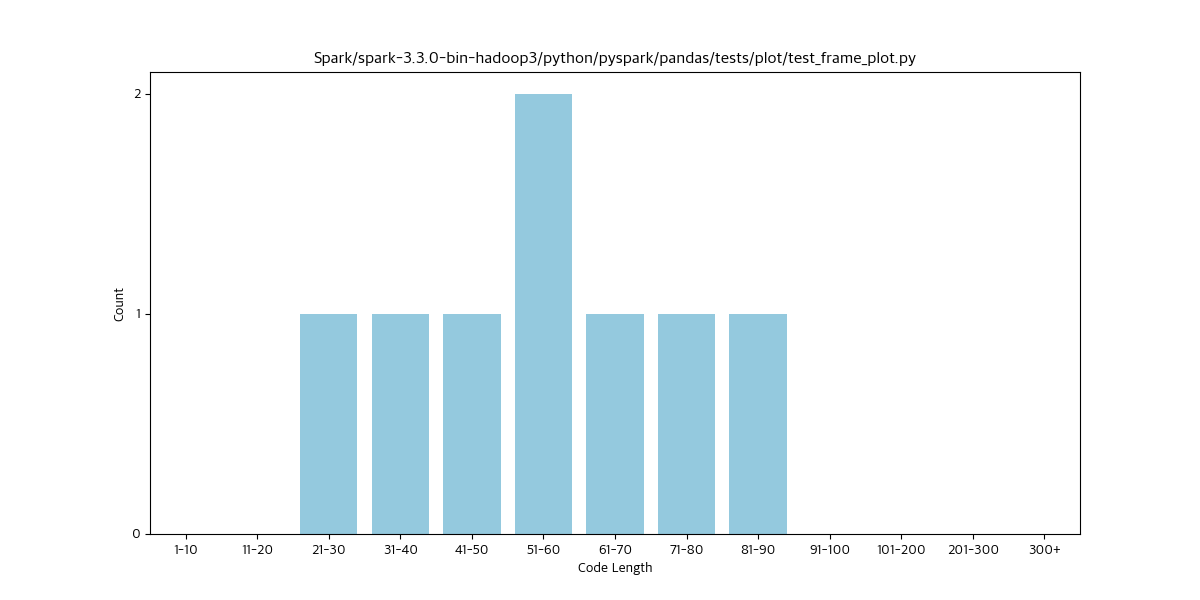 Spark/spark-3.3.0-bin-hadoop3/python/pyspark/pandas/tests/plot/test_frame_plot.py
2
1
0
Count
1-10 11-20 21-30 31-40 41-50 51-60 61-70 71-80 81-90 91-100 101-200 201-300 300+
Code Length